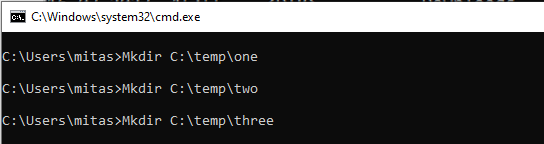 C:\Windows\system32\cmd.exe
C:\Users\mitas>Mkdir C:\temp\one
C:\Users\mitas>Mkdir C:\temp\two
C:\Users\mitas>Mkdir C:\temp\three